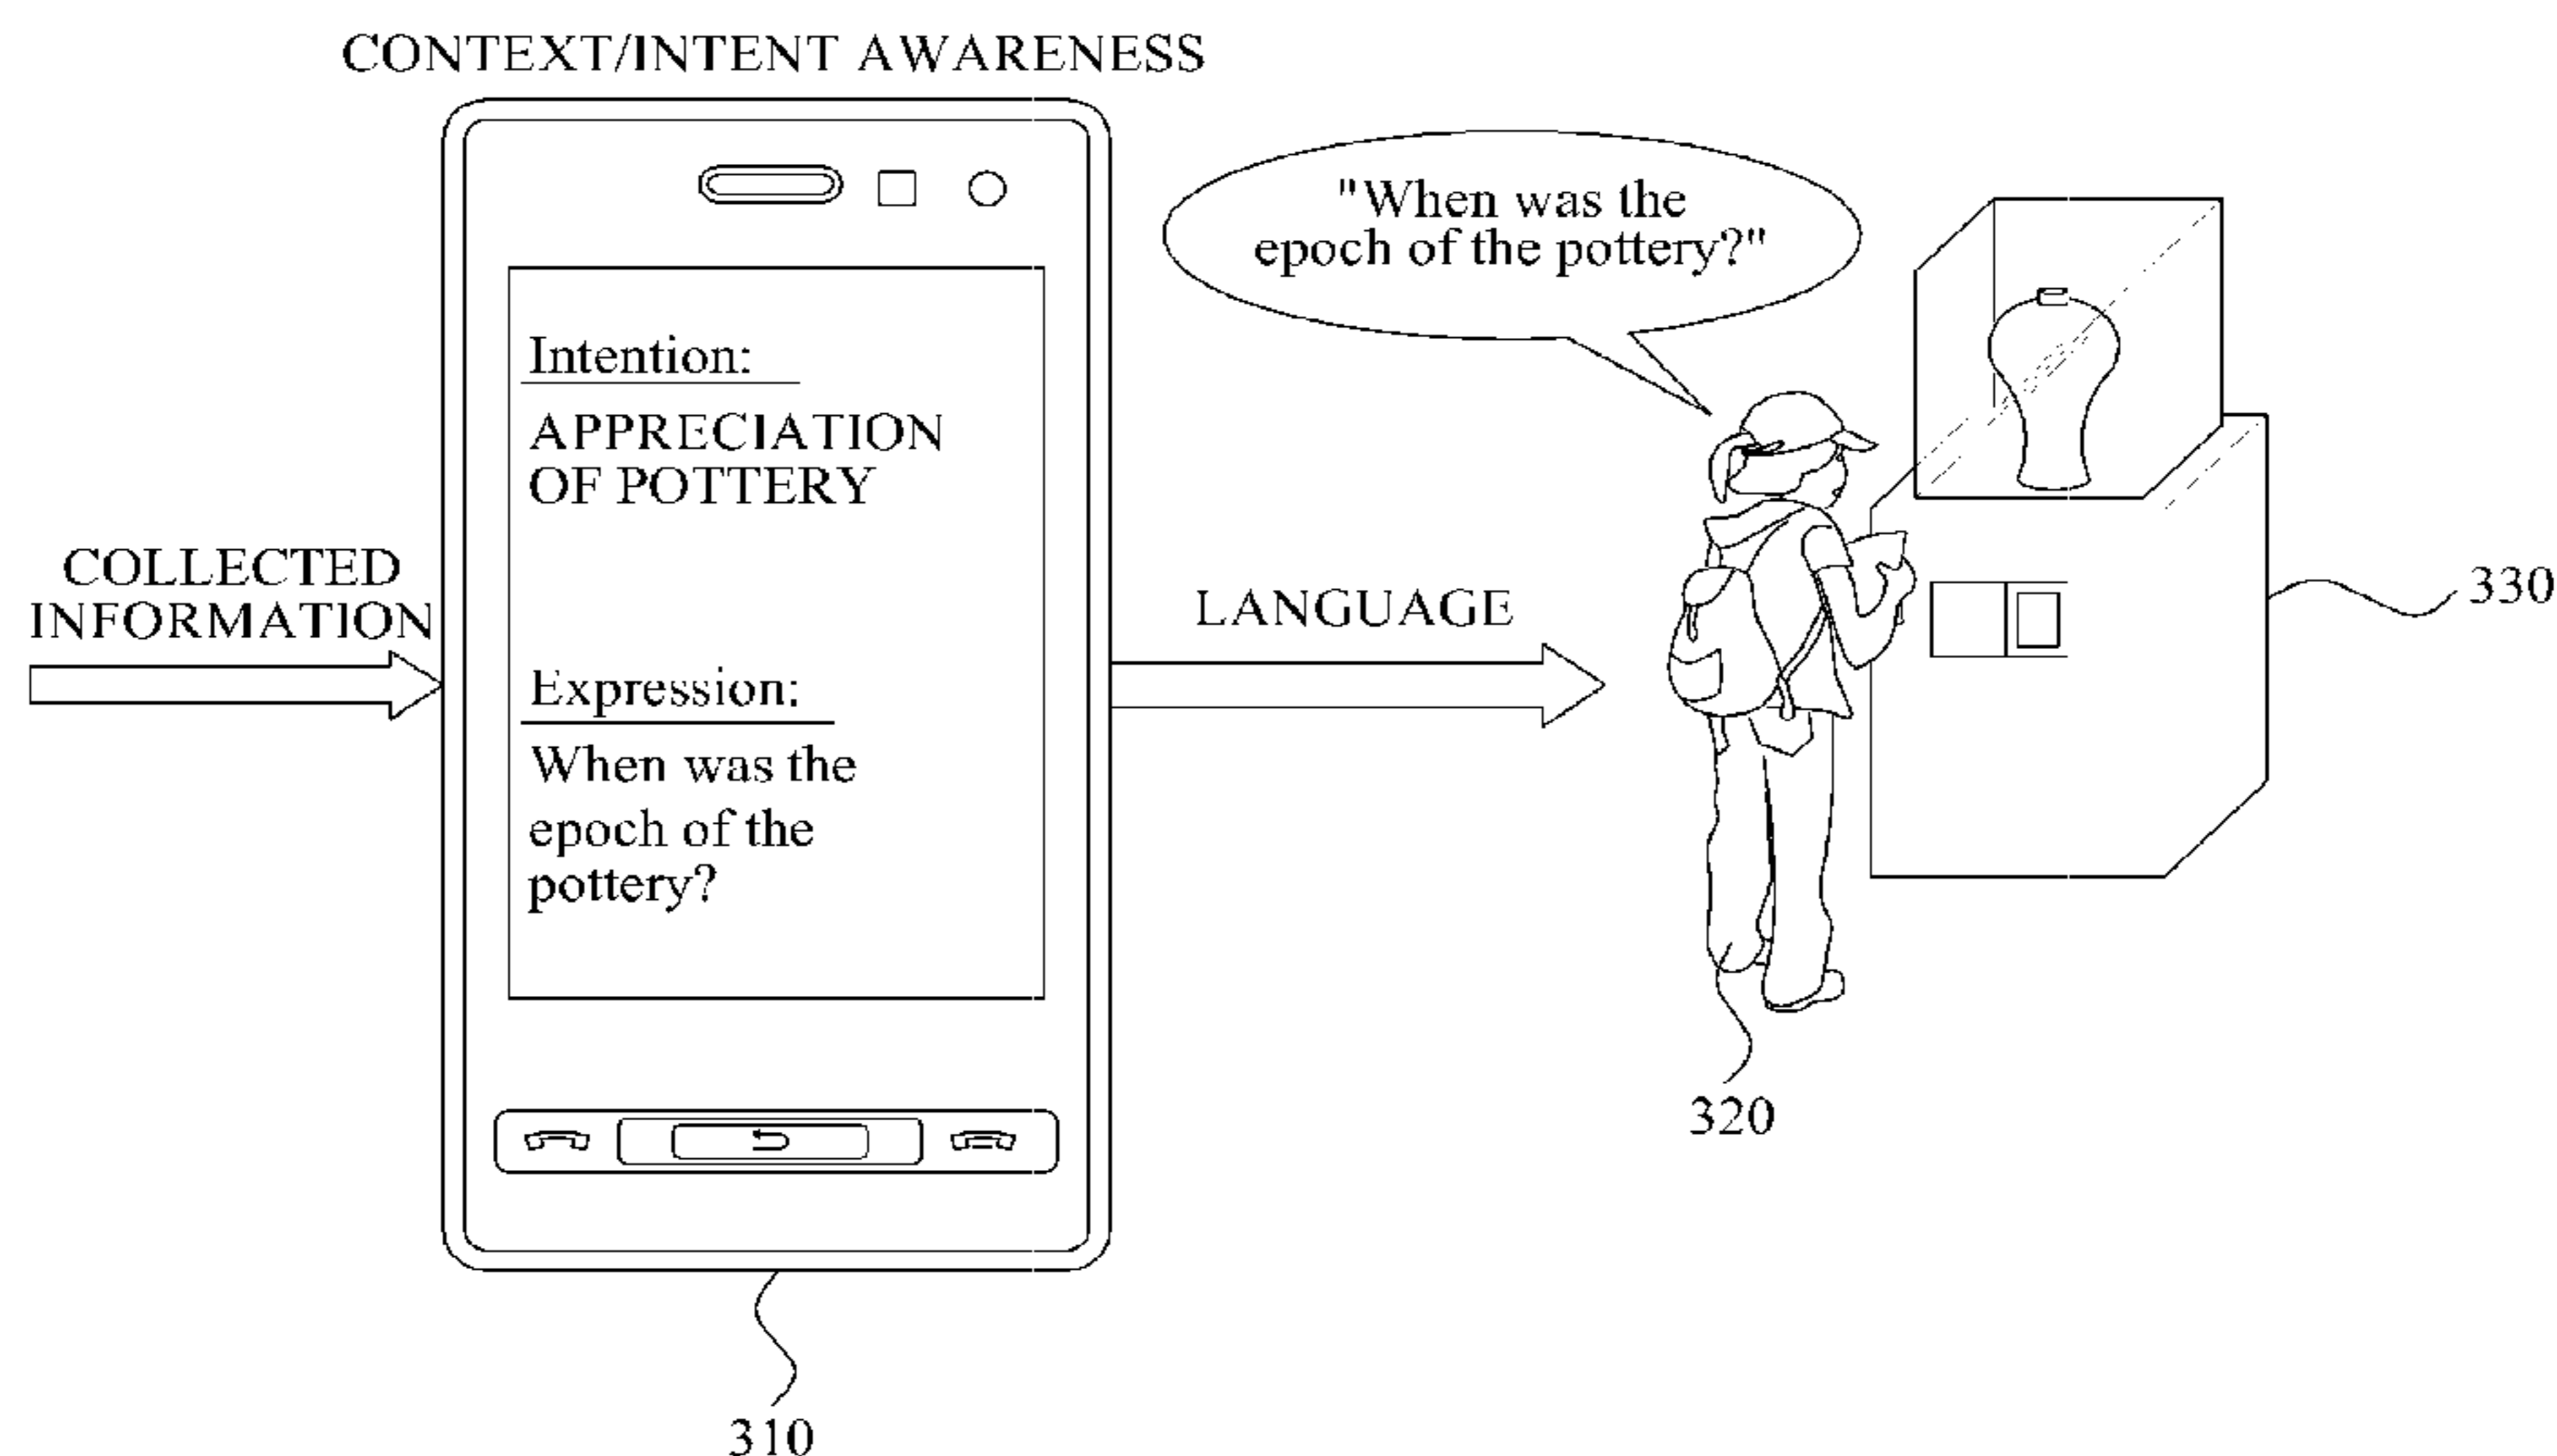 CONTEXT/INTENT AWARENESS
"When was the
epoch of the pottery?"
Intention:
APPRECIATION
OF POTTERY
COLLECTED
INFORMATION
LANGUAGE
330
Expression:
When was the
epoch of the
pottery?
320
310